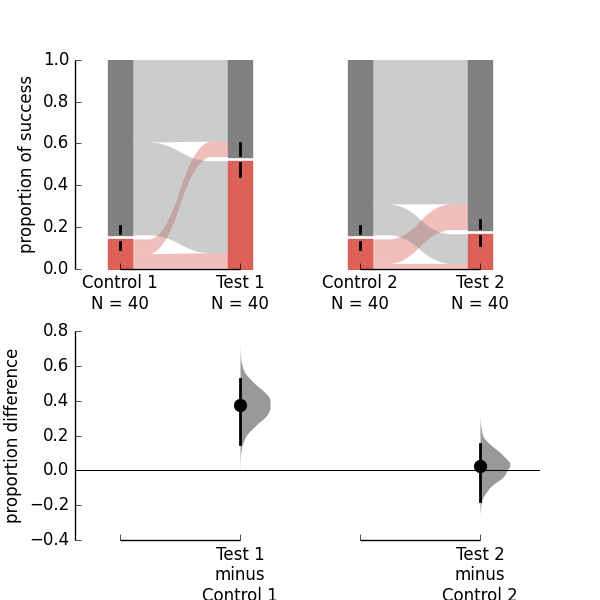 proportion of success
1.0
0.8
0.6
0.4
0.2
0.0
Control 1
N = 40
Test 1
N = 40
Control 2
N = 40
Test 2
N = 40
proportion difference
0.8
0.6
0.4
0.2
0.0
−0.2
−0.4
Test 1
minus
Control 1
Test 2
minus
Control 2